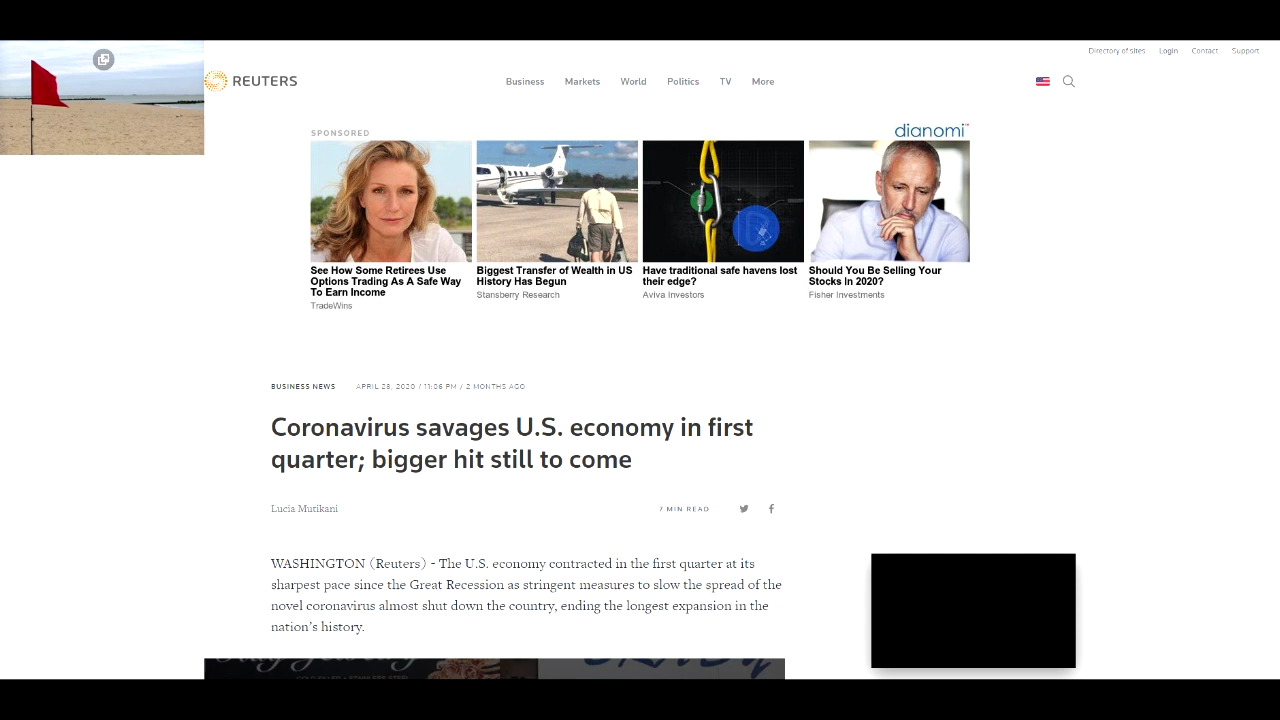 Directory of sites Login Contact Support
REUTERS Business Markets World Politics TV More
SPONSORED
dianomi™
See How Some Retirees Use
Options Trading As A Safe Way
To Earn Income
TradeWins
Biggest Transfer of Wealth in US
History Has Begun
Stansberry Research
Have traditional safe havens lost
their edge?
Aviva Investors
Should You Be Selling Your
Stocks In 2020?
Fisher Investments
BUSINESS NEWS APRIL 28, 2020 / 11:06 PM / 2 MONTHS AGO
Coronavirus savages U.S. economy in first
quarter; bigger hit still to come
Lucia Mutikani 7 MIN READ
WASHINGTON (Reuters) - The U.S. economy contracted in the first quarter at its
sharpest pace since the Great Recession as stringent measures to slow the spread of the
novel coronavirus almost shut down the country, ending the longest expansion in the
nation's history.